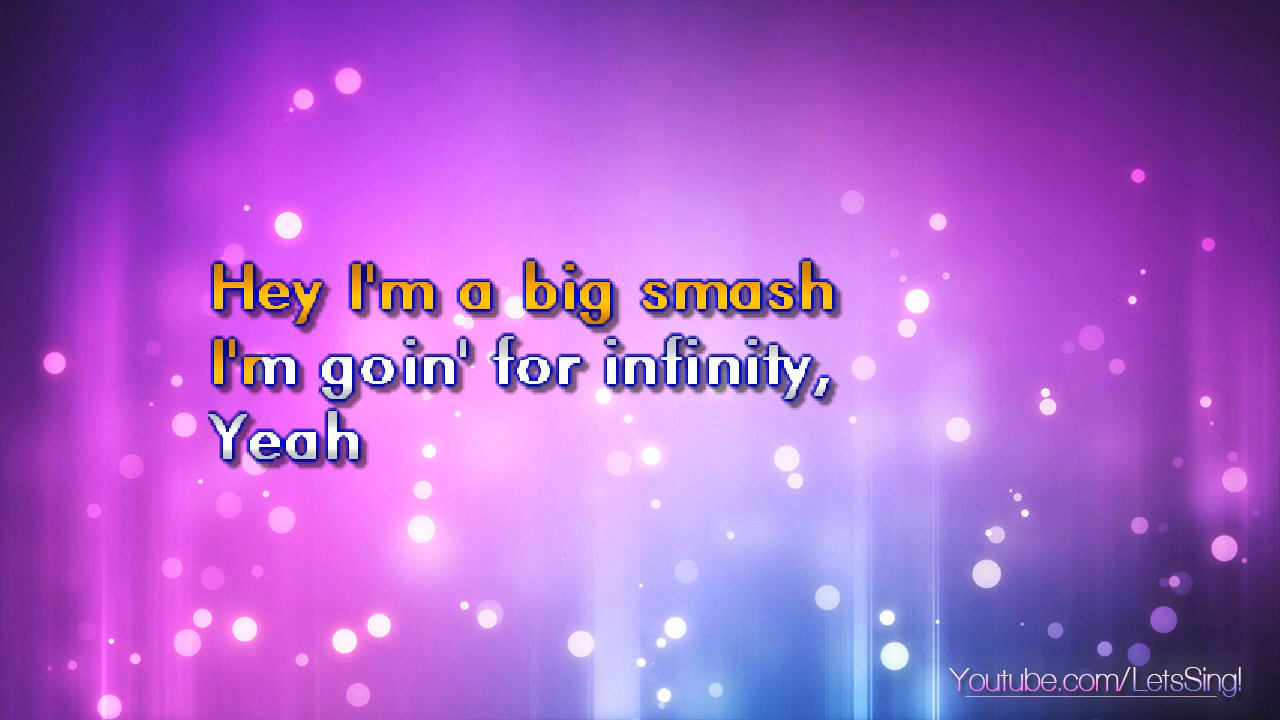 Hey I'm a big smash
I'm goin' for infinity,
Yeah
Youtube.com/LetsSing!